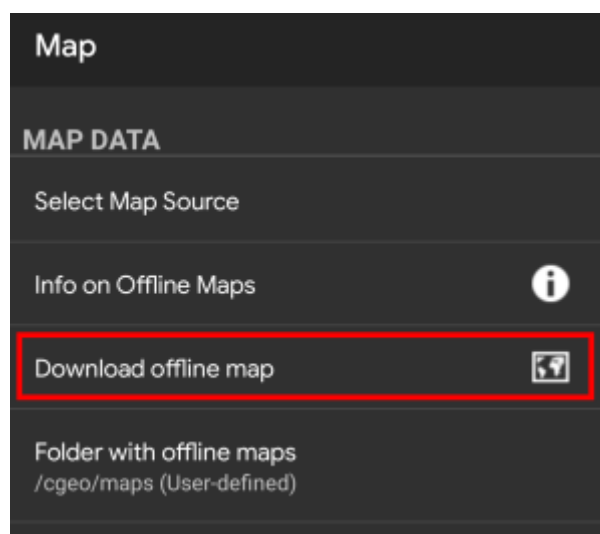 Map
MAP DATA
Select Map Source
Info on Offline Maps
Download offline map
Folder with offline maps
/cgeo/maps (User-defined)